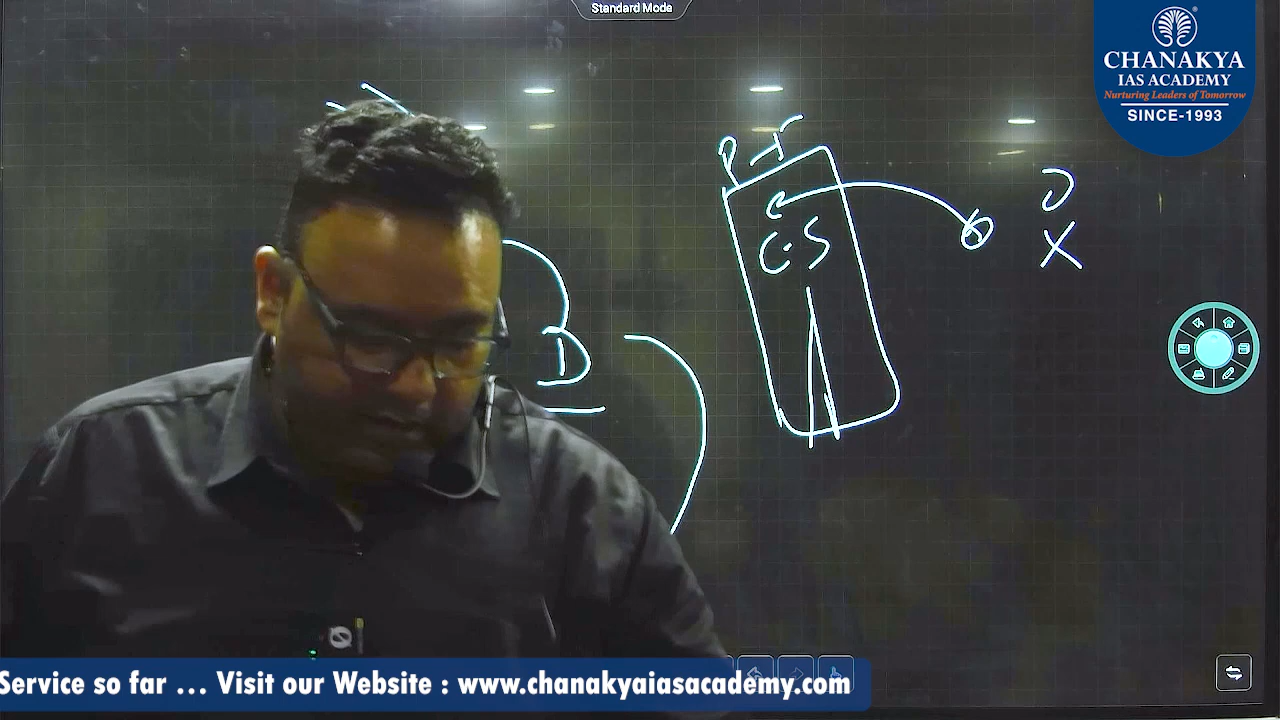 Standard Mode
CHANAKYA
IAS ACADEMY
Nurturing Leaders of Tomorrow
SINCE-1993
C.S
X
D
Service so far ... Visit our Website : www.chanakyaiasacademy.com